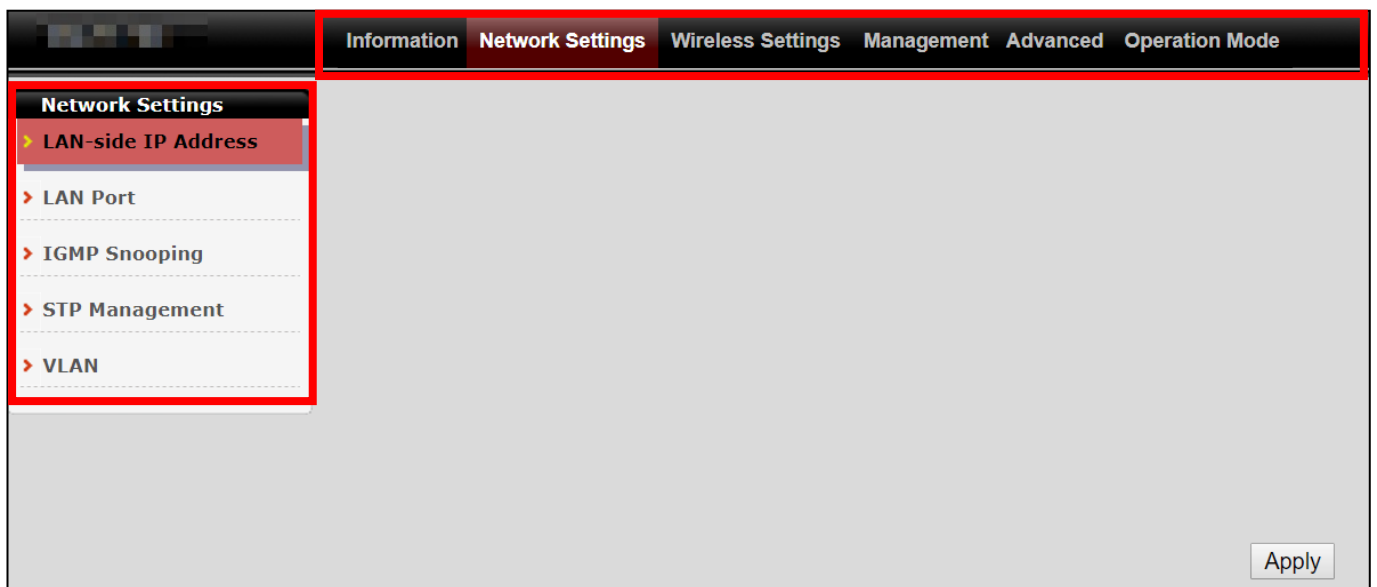 Information Network Settings Wireless Settings Management Advanced Operation Mode
Network Settings
LAN-side IP Address
LAN Port
IGMP Snooping
STP Management
VLAN
Apply